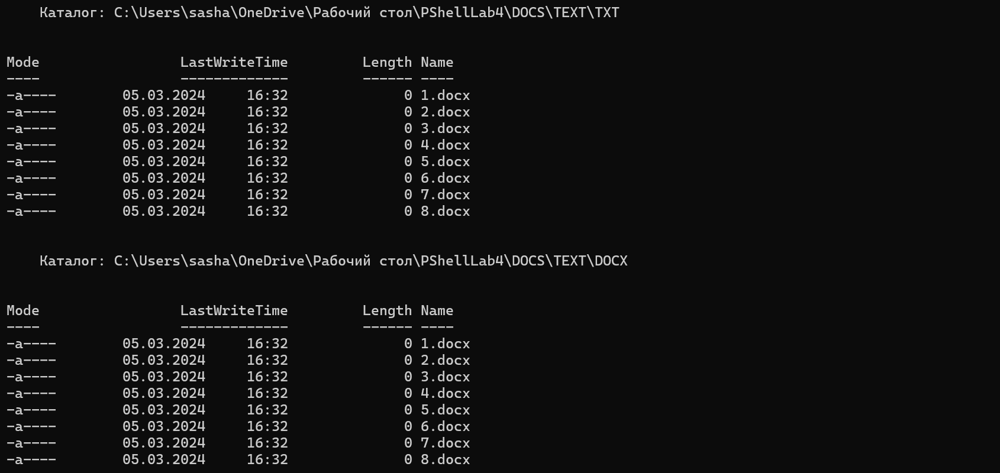 Каталог: C:\Users\sasha\OneDrive\Рабочий стол\PShellLab4\DOCS\TEXT\TXT
Mode                 LastWriteTime         Length Name
----                 -------------         ------ ----
-a----        05.03.2024     16:32              0 1.docx
-a----        05.03.2024     16:32              0 2.docx
-a----        05.03.2024     16:32              0 3.docx
-a----        05.03.2024     16:32              0 4.docx
-a----        05.03.2024     16:32              0 5.docx
-a----        05.03.2024     16:32              0 6.docx
-a----        05.03.2024     16:32              0 7.docx
-a----        05.03.2024     16:32              0 8.docx
Каталог: C:\Users\sasha\OneDrive\Рабочий стол\PShellLab4\DOCS\TEXT\DOCX
Mode                 LastWriteTime         Length Name
----                 -------------         ------ ----
-a----        05.03.2024     16:32              0 1.docx
-a----        05.03.2024     16:32              0 2.docx
-a----        05.03.2024     16:32              0 3.docx
-a----        05.03.2024     16:32              0 4.docx
-a----        05.03.2024     16:32              0 5.docx
-a----        05.03.2024     16:32              0 6.docx
-a----        05.03.2024     16:32              0 7.docx
-a----        05.03.2024     16:32              0 8.docx